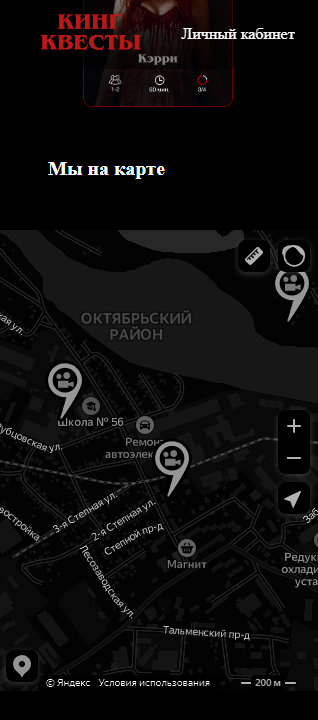 КИНГ
КВЕСТЫ
Личный кабинет
Кэрри
1-2
60 мин.
3/4
Мы на карте
ОКТЯБРЬСКИЙ
РАЙОН
Школа № 56
Ремонт
автоэлек
3-я Степная ул.
2-я Степная ул.
Степной пр-д
Лесозаводская ул.
Магнит
Редук
охлади
уста
Тальменский пр-д
© Яндекс Условия использования
200 м